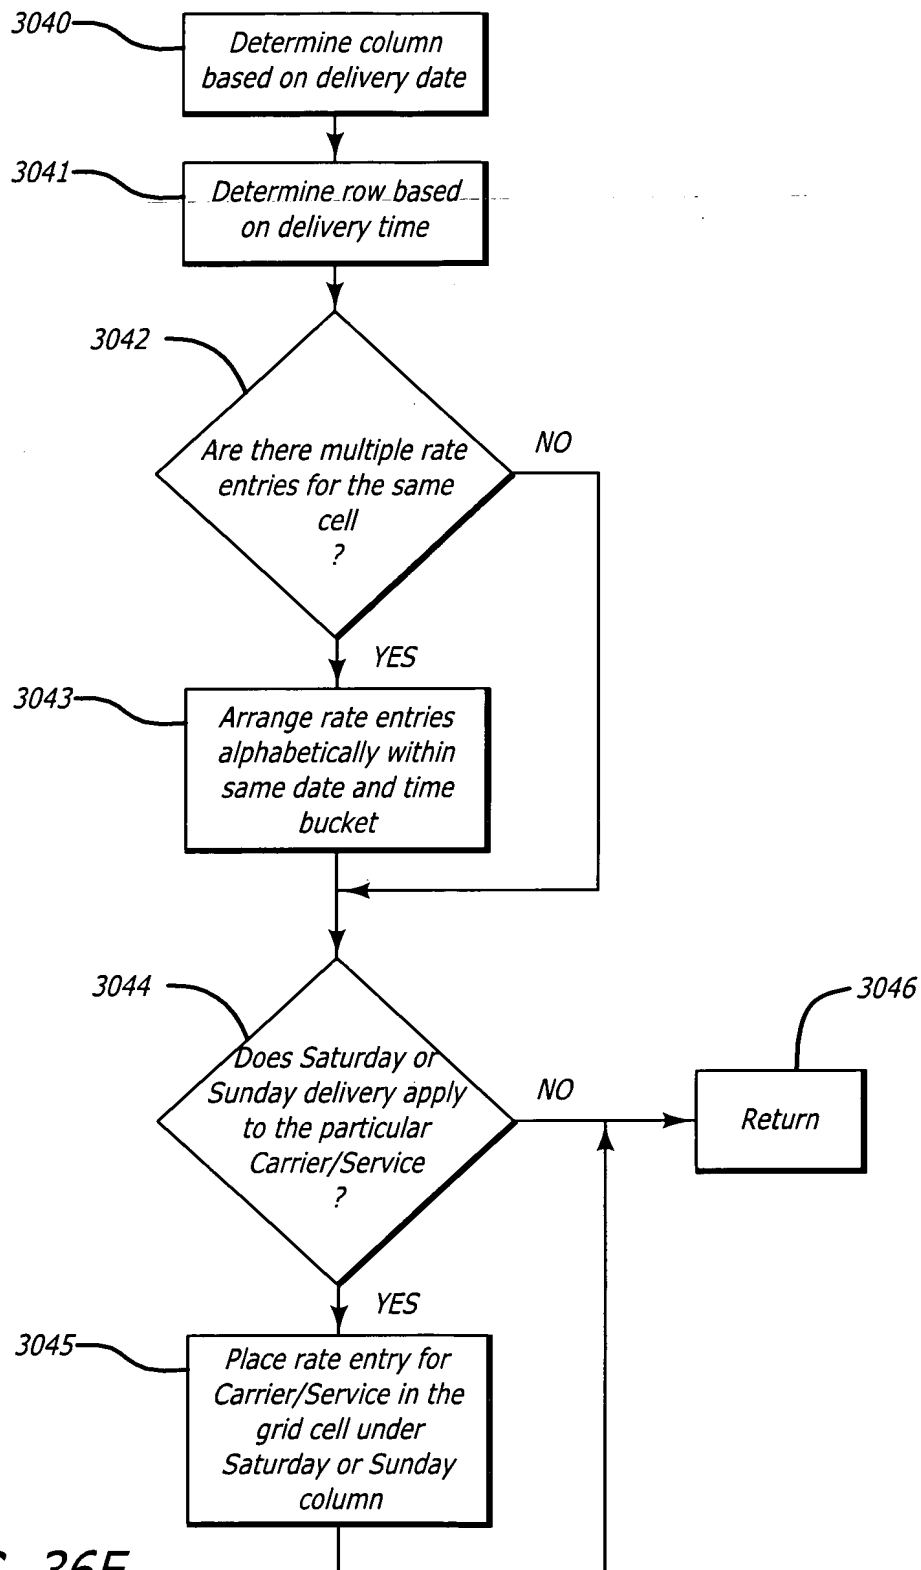 3040
Determine column
based on delivery date
3041
Determine row based
on delivery time
3042
Are there multiple rate
entries for the same
cell
?
NO
YES
3043
Arrange rate entries
alphabetically within
same date and time
bucket
3044
Does Saturday or
Sunday delivery apply
to the particular
Carrier/Service
?
NO
3046
Return
YES
3045
Place rate entry for
Carrier/Service in the
grid cell under
Saturday or Sunday
column